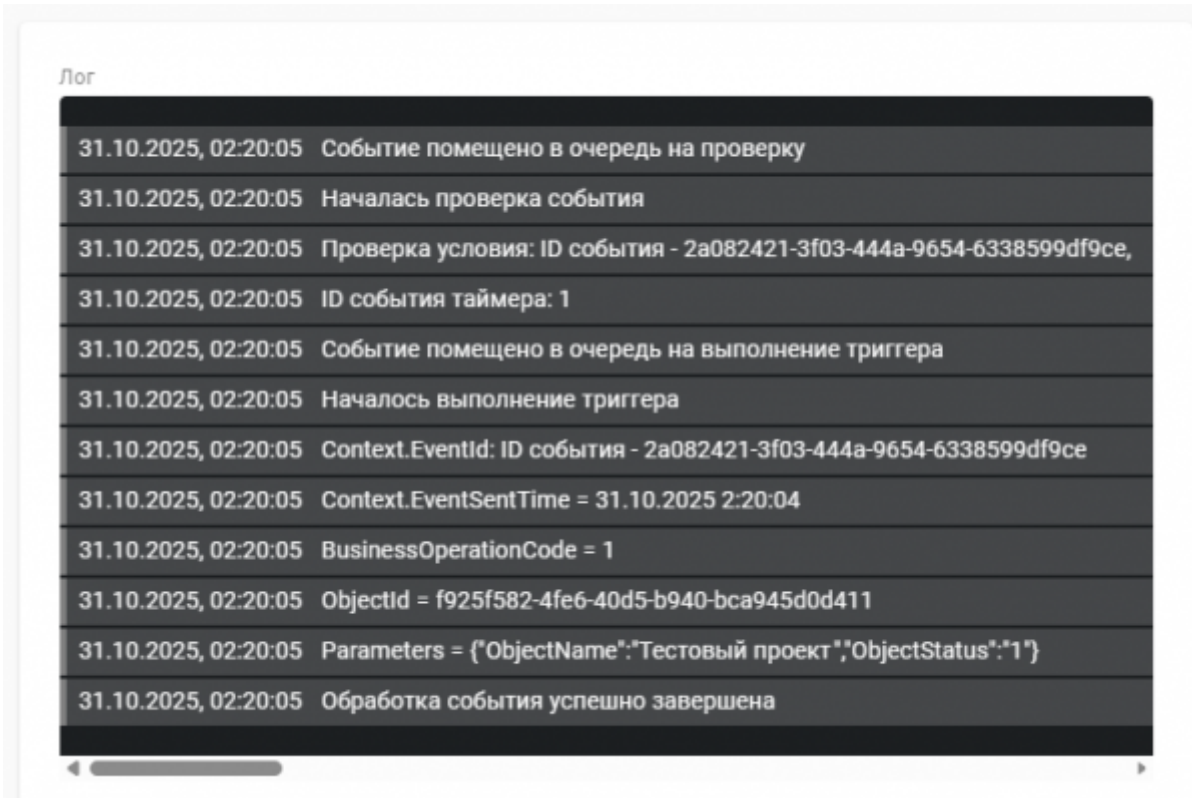 Лог
31.10.2025, 02:20:05 Событие помещено в очередь на проверку
31.10.2025, 02:20:05 Началась проверка события
31.10.2025, 02:20:05 Проверка условия: ID события - 2a082421-3f03-444a-9654-6338599df9ce,
31.10.2025, 02:20:05 ID события таймера: 1
31.10.2025, 02:20:05 Событие помещено в очередь на выполнение триггера
31.10.2025, 02:20:05 Началось выполнение триггера
31.10.2025, 02:20:05 Context.EventId: ID события - 2a082421-3f03-444a-9654-6338599df9ce
31.10.2025, 02:20:05 Context.EventSentTime = 31.10.2025 2:20:04
31.10.2025, 02:20:05 BusinessOperationCode = 1
31.10.2025, 02:20:05 ObjectId = f925f582-4fe6-40d5-b940-bca945d0d411
31.10.2025, 02:20:05 Parameters = {"ObjectName":"Тестовый проект","ObjectStatus":"1"}
31.10.2025, 02:20:05 Обработка события успешно завершена